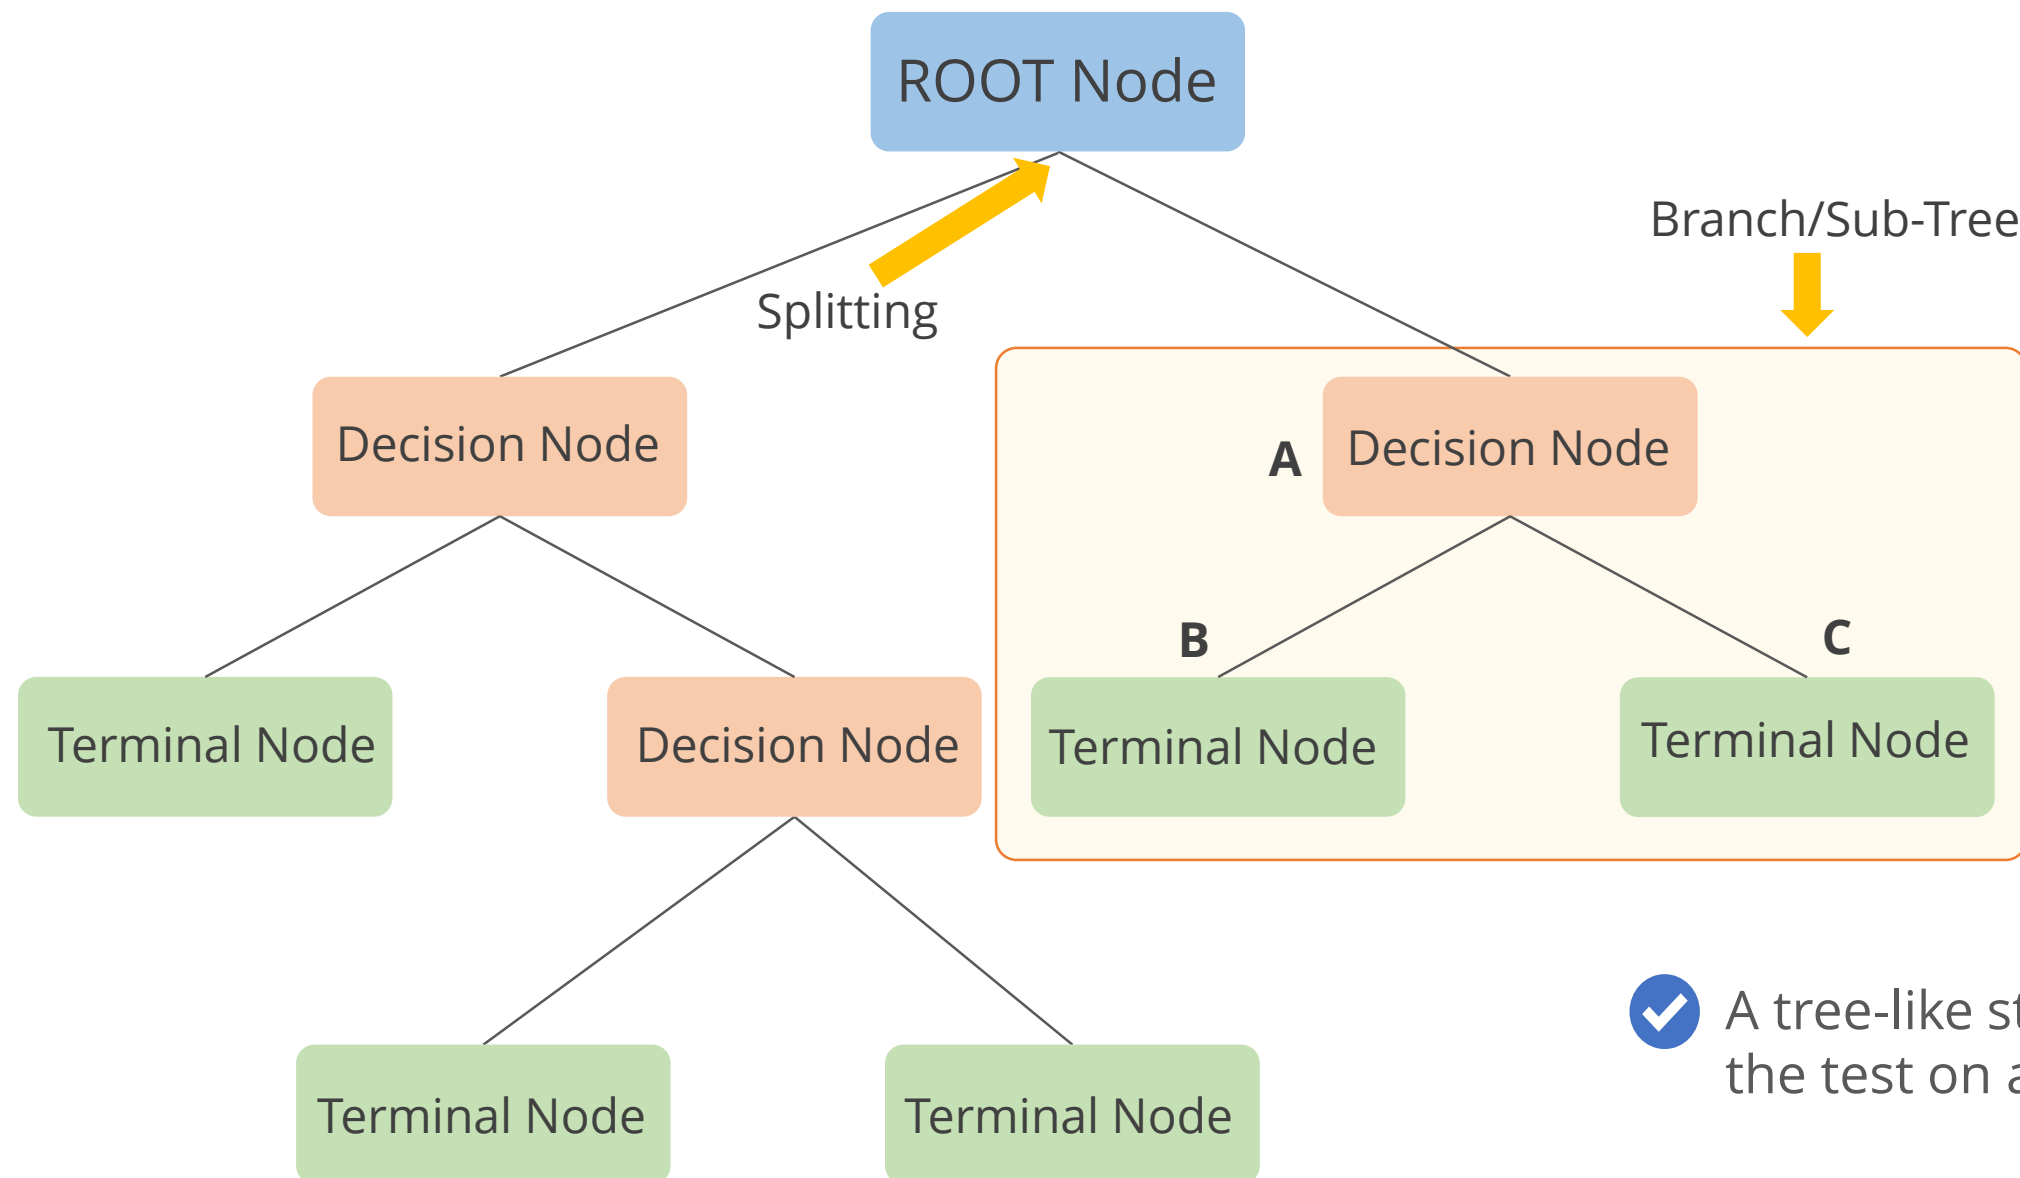 ROOT Node
Branch/Sub-Tree
Splitting
Decision Node
A
Decision Node
B
C
Terminal Node
Decision Node
Terminal Node
Terminal Node
A tree-like st
the test on a
Terminal Node
Terminal Node